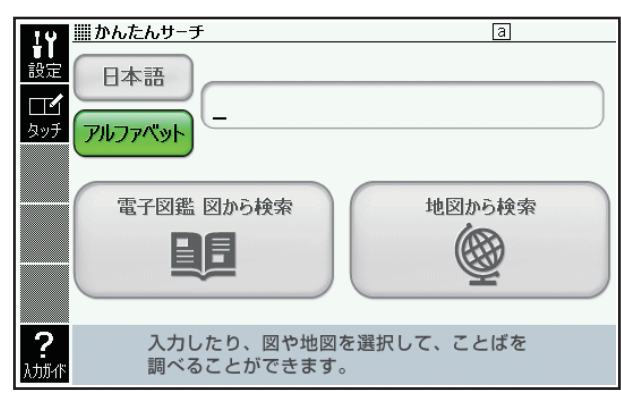 かんたんサーチ
a
設定
タッチ
?
入力ガイド
日本語
アルファベット
_
電子図鑑 図から検索
地図から検索
入力したり、図や地図を選択して、ことばを
調べることができます。